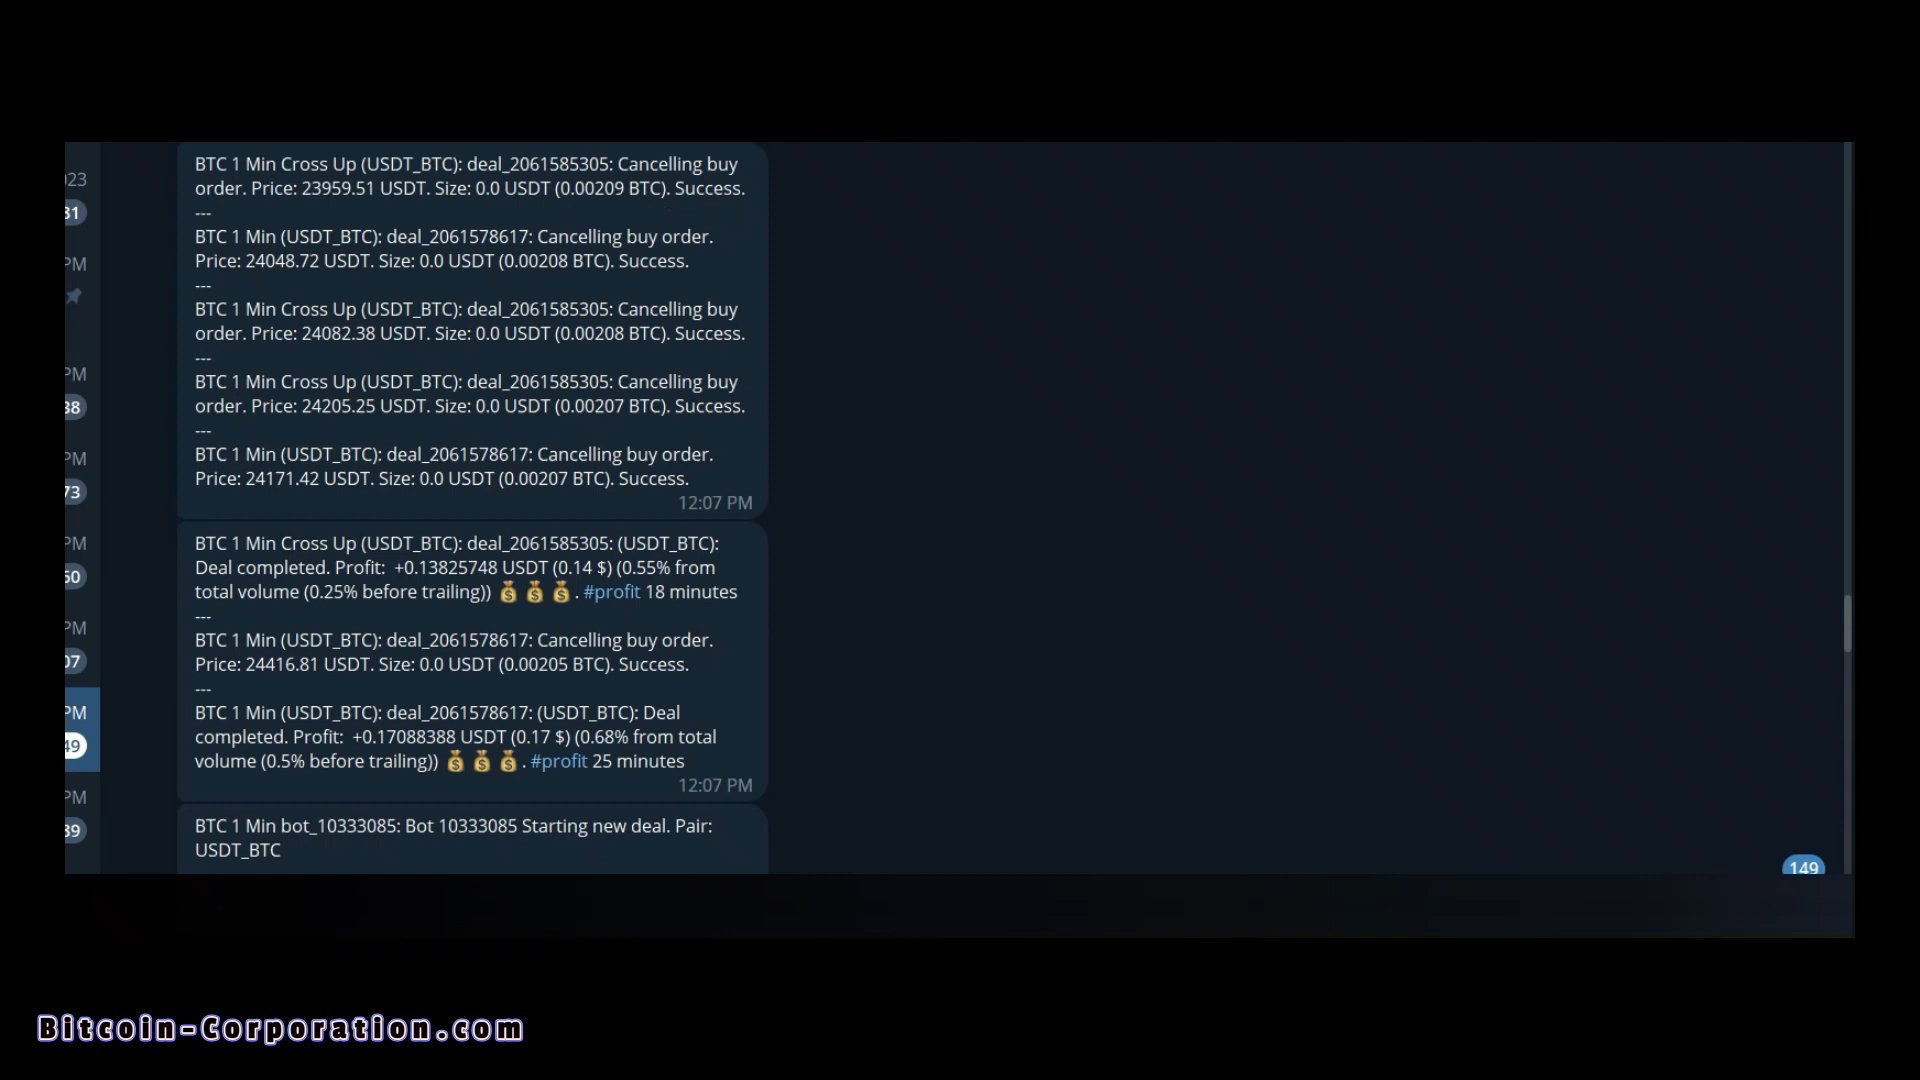 BTC 1 Min Cross Up (USDT_BTC): deal_2061585305: Cancelling buy
order. Price: 23959.51 USDT. Size: 0.0 USDT (0.00209 BTC). Success.
---
BTC 1 Min (USDT_BTC): deal_2061578617: Cancelling buy order.
Price: 24048.72 USDT. Size: 0.0 USDT (0.00208 BTC). Success.
---
BTC 1 Min Cross Up (USDT_BTC): deal_2061585305: Cancelling buy
order. Price: 24082.38 USDT. Size: 0.0 USDT (0.00208 BTC). Success.
---
BTC 1 Min Cross Up (USDT_BTC): deal_2061585305: Cancelling buy
order. Price: 24205.25 USDT. Size: 0.0 USDT (0.00207 BTC). Success.
---
BTC 1 Min (USDT_BTC): deal_2061578617: Cancelling buy order.
Price: 24171.42 USDT. Size: 0.0 USDT (0.00207 BTC). Success.
12:07 PM
BTC 1 Min Cross Up (USDT_BTC): deal_2061585305: (USDT_BTC):
Deal completed. Profit:  +0.13825748 USDT (0.14 $) (0.55% from
total volume (0.25% before trailing)) 💰 💰 💰 . #profit 18 minutes
---
BTC 1 Min (USDT_BTC): deal_2061578617: Cancelling buy order.
Price: 24416.81 USDT. Size: 0.0 USDT (0.00205 BTC). Success.
---
BTC 1 Min (USDT_BTC): deal_2061578617: (USDT_BTC): Deal
completed. Profit:  +0.17088388 USDT (0.17 $) (0.68% from total
volume (0.5% before trailing)) 💰 💰 💰 . #profit 25 minutes
12:07 PM
BTC 1 Min bot_10333085: Bot 10333085 Starting new deal. Pair:
USDT_BTC
149
PM
PM
PM
PM
PM
PM
PM
Bitcoin-Corporation.com